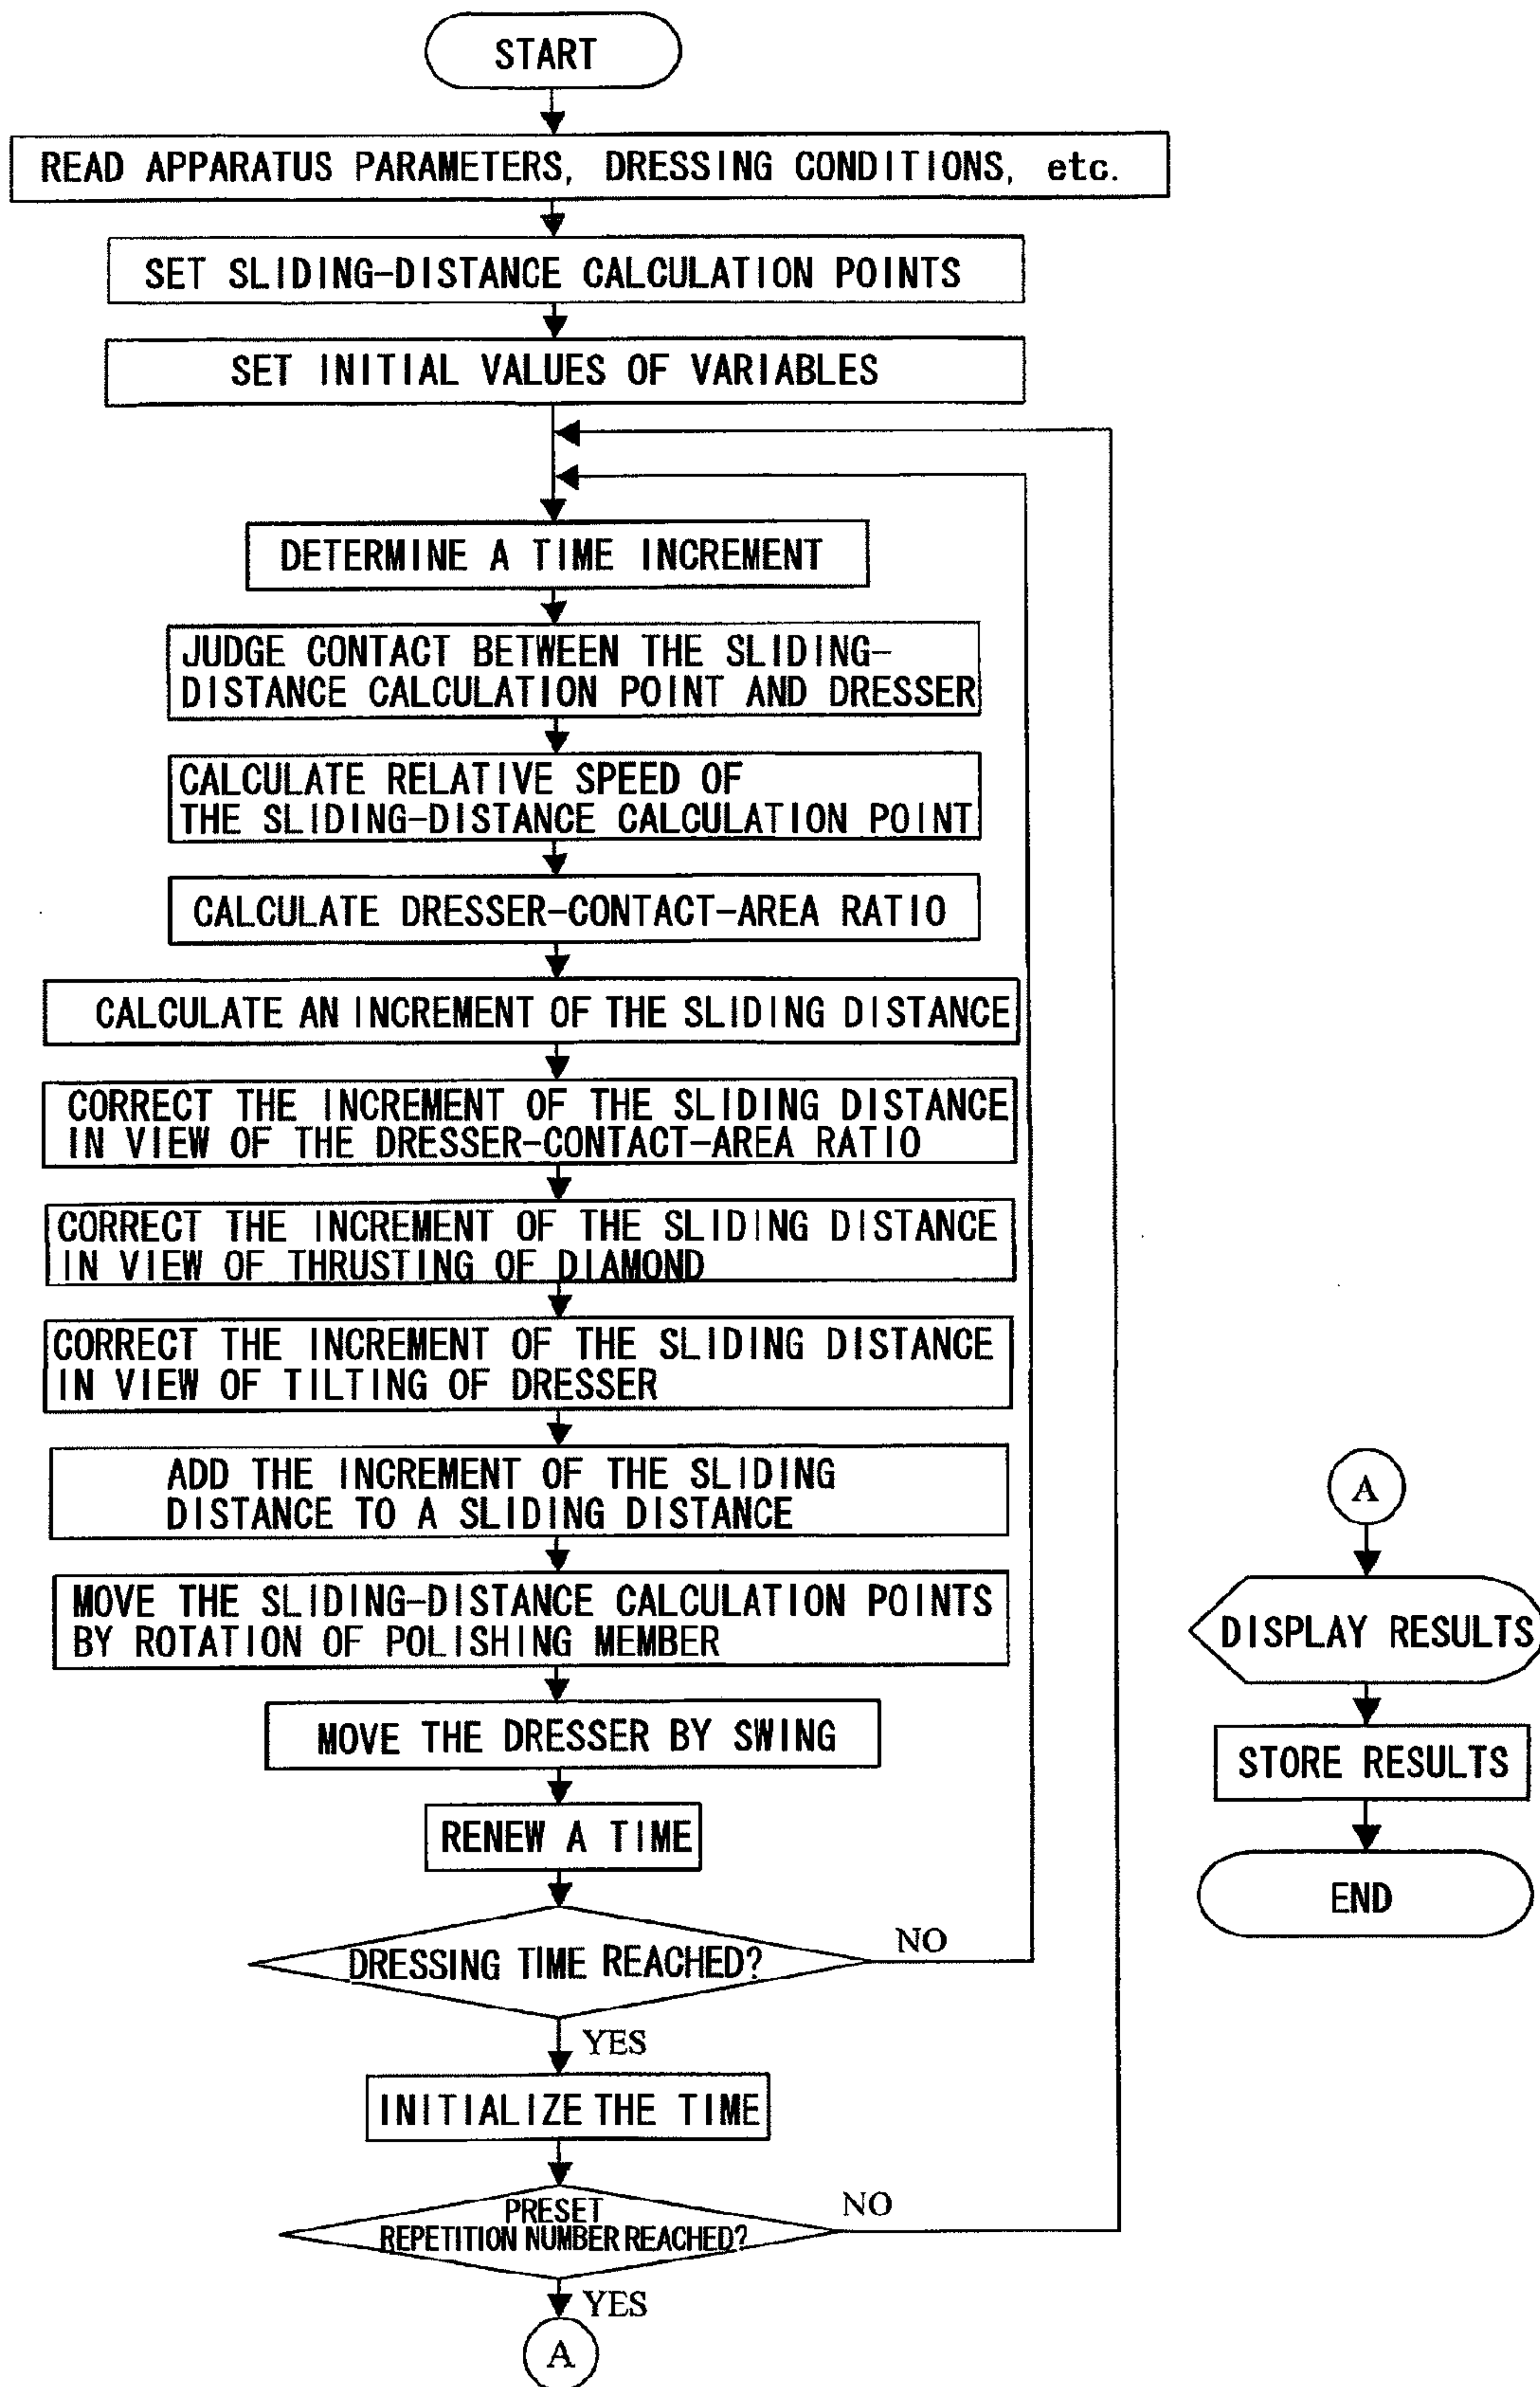 START
READ APPARATUS PARAMETERS, DRESSING CONDITIONS, etc.
SET SLIDING-DISTANCE CALCULATION POINTS
SET INITIAL VALUES OF VARIABLES
DETERMINE A TIME INCREMENT
JUDGE CONTACT BETWEEN THE SLIDING-
DISTANCE CALCULATION POINT AND DRESSER
CALCULATE RELATIVE SPEED OF
THE SLIDING-DISTANCE CALCULATION POINT
CALCULATE DRESSER-CONTACT-AREA RATIO
CALCULATE AN INCREMENT OF THE SLIDING DISTANCE
CORRECT THE INCREMENT OF THE SLIDING DISTANCE
IN VIEW OF THE DRESSER-CONTACT-AREA RATIO
CORRECT THE INCREMENT OF THE SLIDING DISTANCE
IN VIEW OF THRUSTING OF DIAMOND
CORRECT THE INCREMENT OF THE SLIDING DISTANCE
IN VIEW OF TILTING OF DRESSER
ADD THE INCREMENT OF THE SLIDING
DISTANCE TO A SLIDING DISTANCE
MOVE THE SLIDING-DISTANCE CALCULATION POINTS
BY ROTATION OF POLISHING MEMBER
MOVE THE DRESSER BY SWING
RENEW A TIME
DRESSING TIME REACHED?
NO
YES
INITIALIZE THE TIME
PRESET
REPETITION NUMBER REACHED?
NO
YES
A
A
DISPLAY RESULTS
STORE RESULTS
END